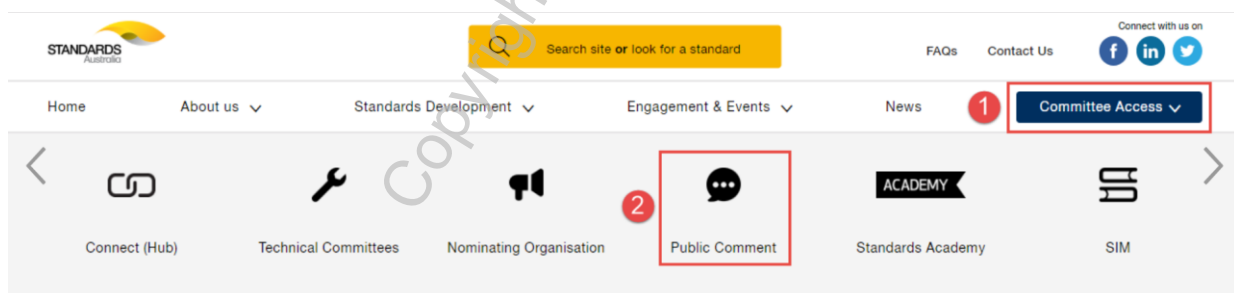 Connect with us on
STANDARDS
Australia
Search site or look for a standard
FAQs
Contact Us
f in
Home
About us
Standards Development
Engagement & Events
News
1
Committee Access
ACADEMY
2
Connect (Hub)
Technical Committees
Nominating Organisation
Public Comment
Standards Academy
SIM
Copyright